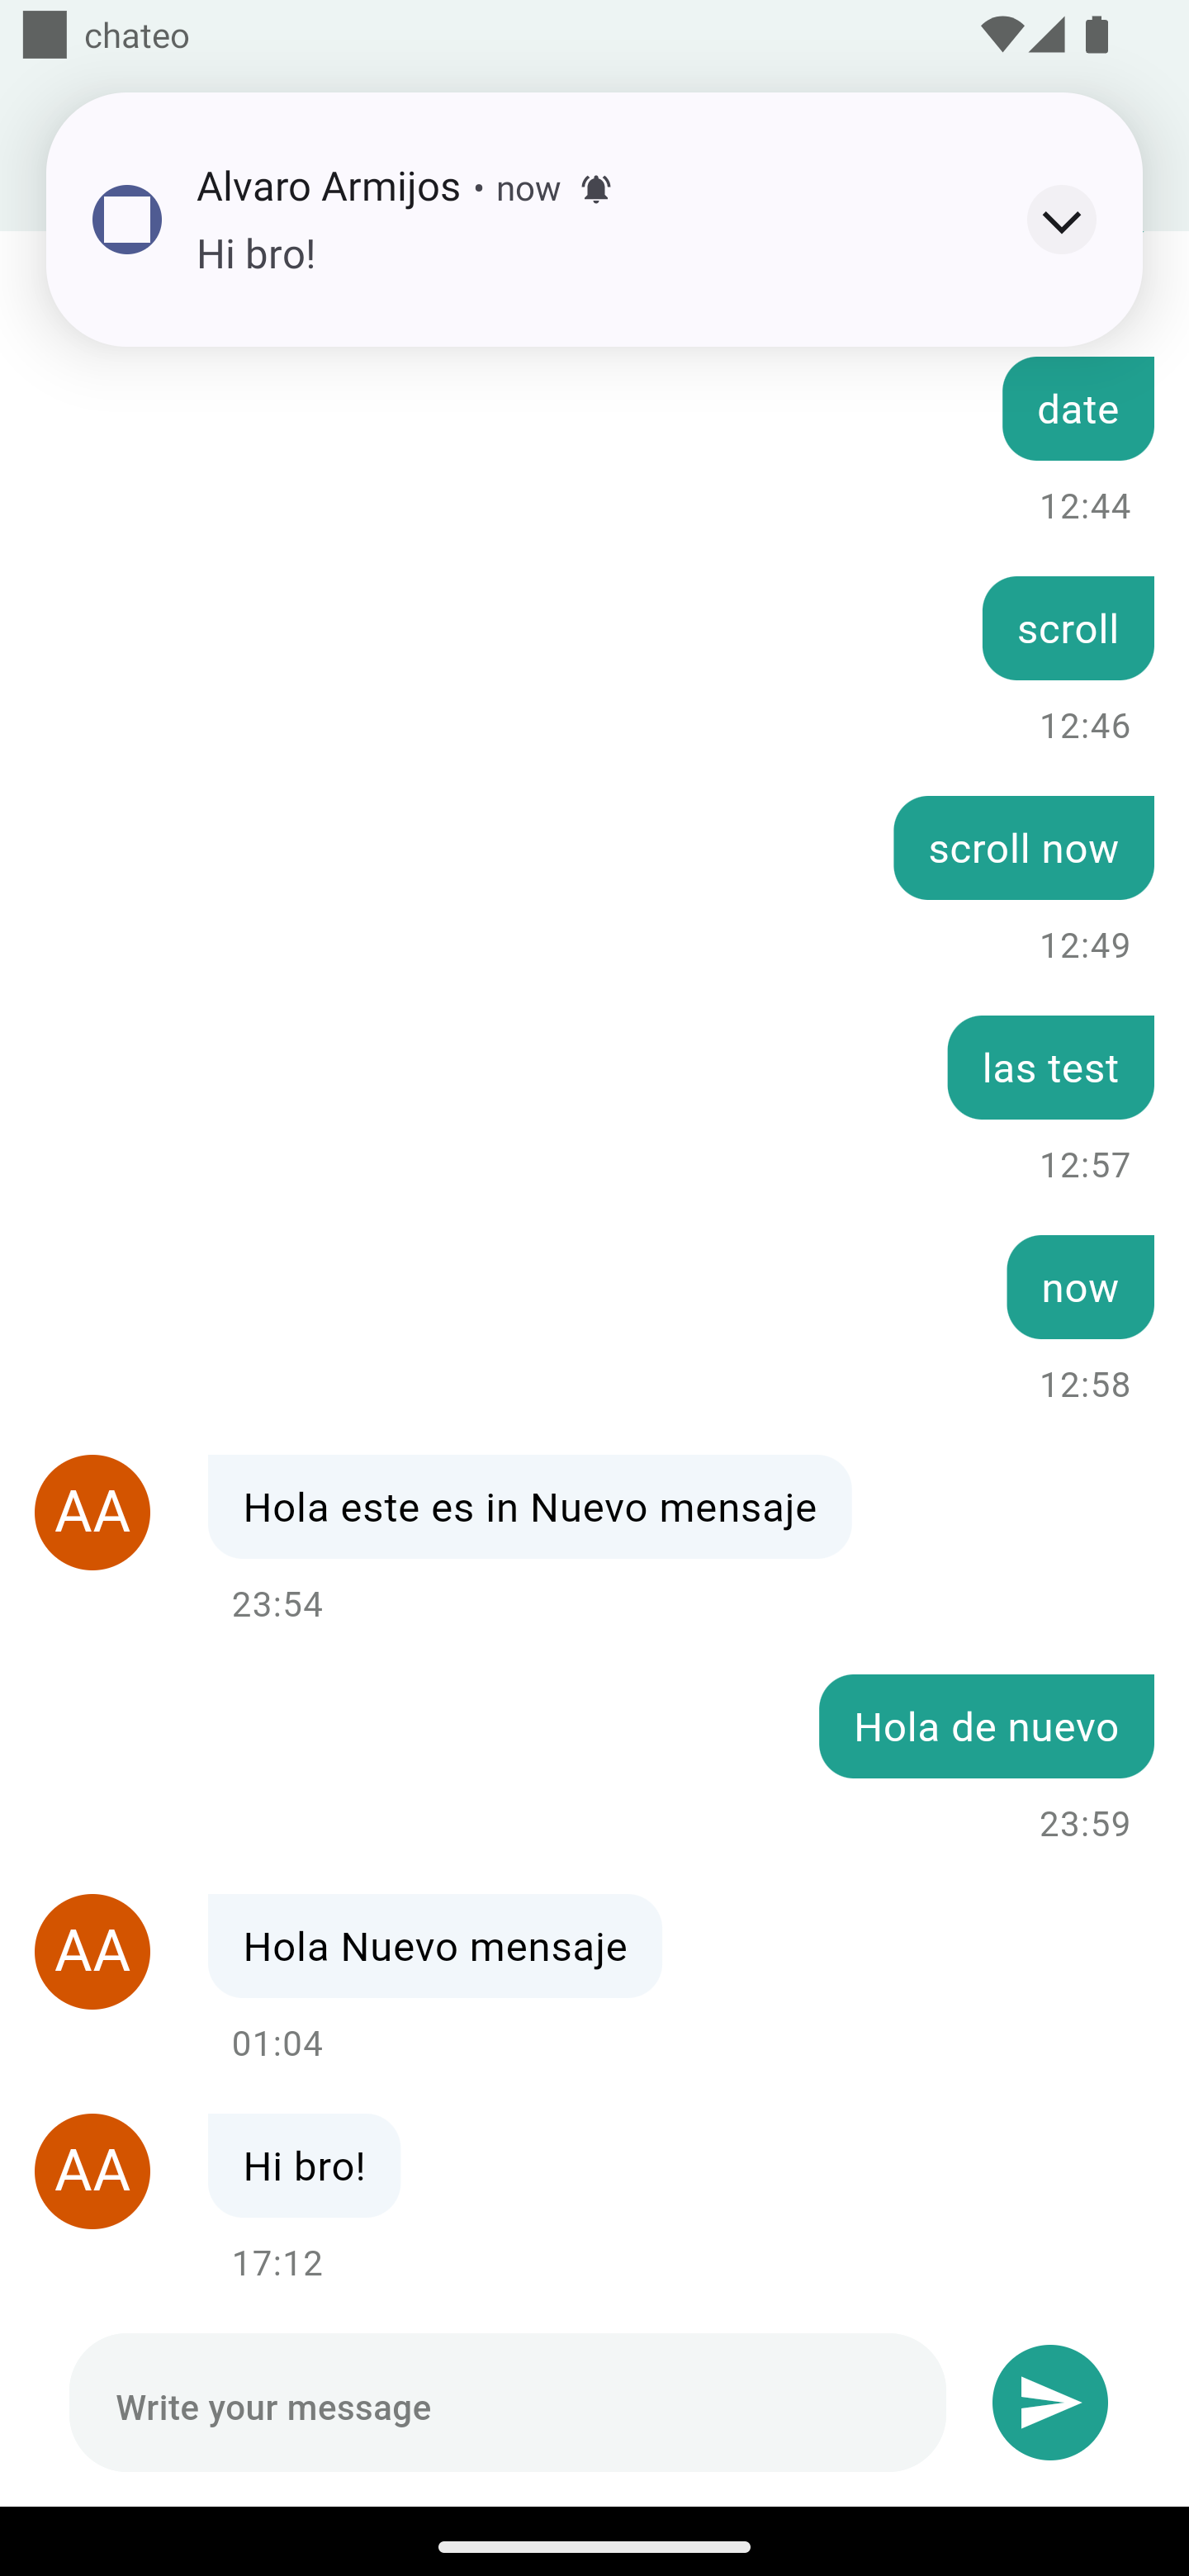 chateo
Alvaro Armijos • now
Hi bro!
date
12:44
scroll
12:46
scroll now
12:49
las test
12:57
now
12:58
AA
Hola este es in Nuevo mensaje
23:54
Hola de nuevo
23:59
AA
Hola Nuevo mensaje
01:04
AA
Hi bro!
17:12
Write your message